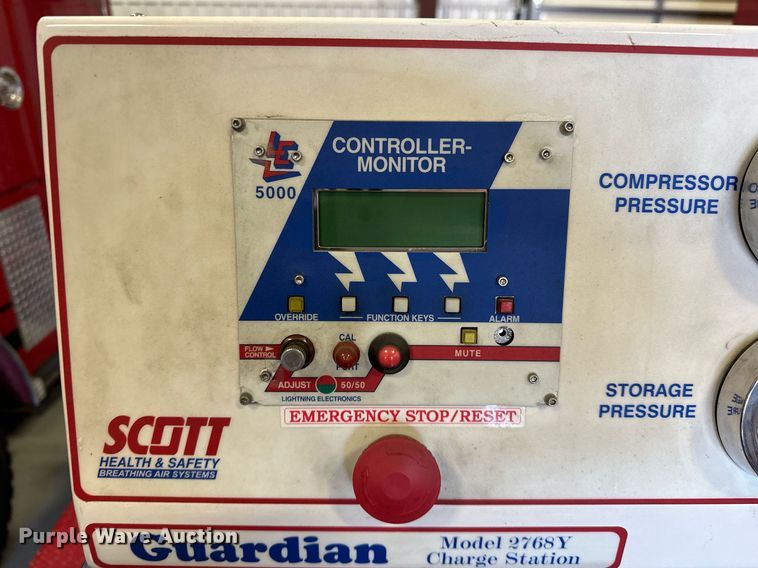 CONTROLLER-
MONITOR
5000
COMPRESSOR
PRESSURE
OVERRIDE
FUNCTION KEYS
ALARM
FLOW
CONTROL
CAL
PORT
MUTE
ADJUST
50/50
LIGHTNING ELECTRONICS
EMERGENCY STOP/RESET
STORAGE
PRESSURE
SCOTT
HEALTH & SAFETY
BREATHING AIR SYSTEMS
Purple Wave Auction
Guardian
Model 2768Y
Charge Station